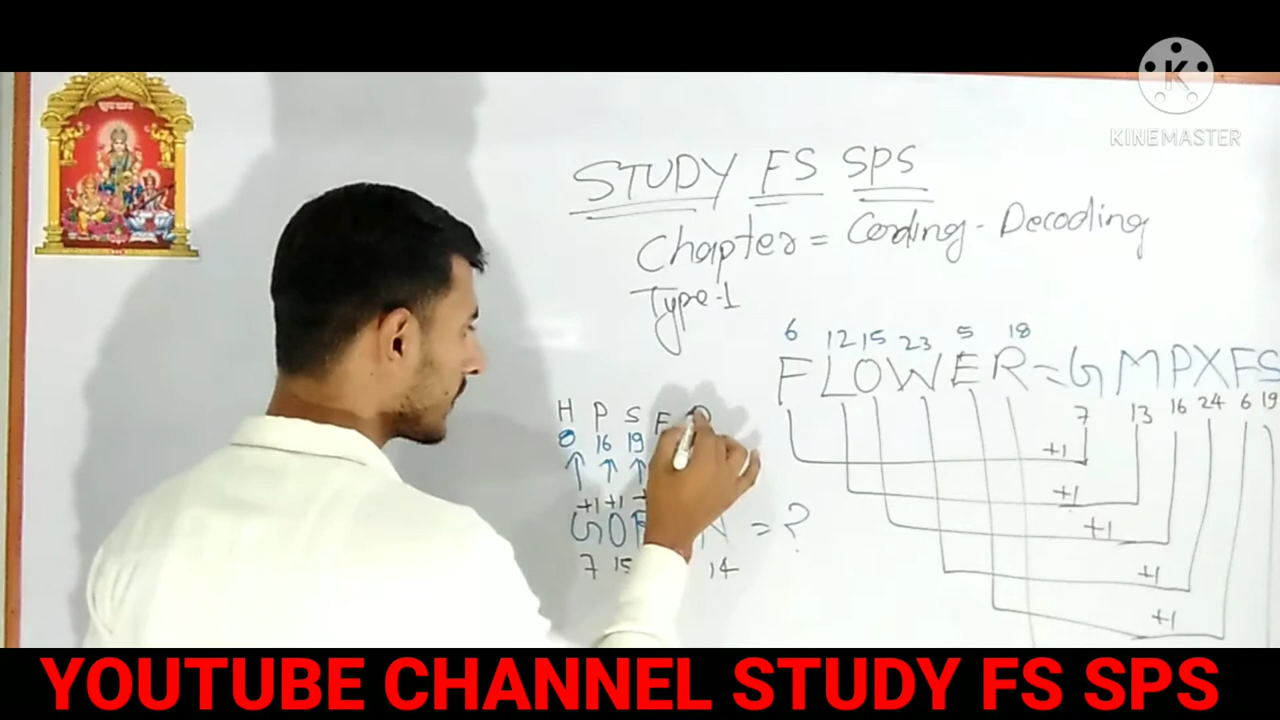 KINEMASTER
STUDY FS SPS
Chapter = Coding - Decoding
Type-1
6 12 15 23 5 18
FLOWER = GMPXFS
7 13 16 24 6 19
+1
+1
+1
+1
+1
H P S F
8 16 19
+1 +1
GO N = ?
7 15 14
YOUTUBE CHANNEL STUDY FS SPS